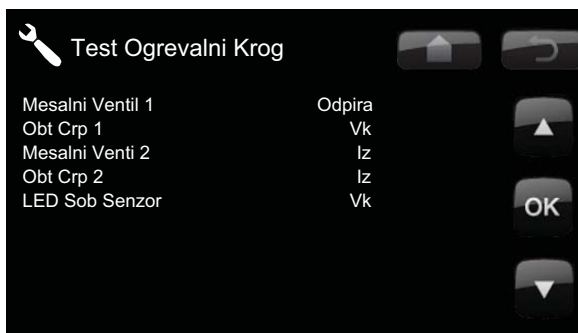 Test Ogrevalni Krog
Mesalni Ventil 1 Odpira
Obt Crp 1 Vk
Mesalni Venti 2 Iz
Obt Crp 2 Iz
LED Sob Senzor Vk
OK